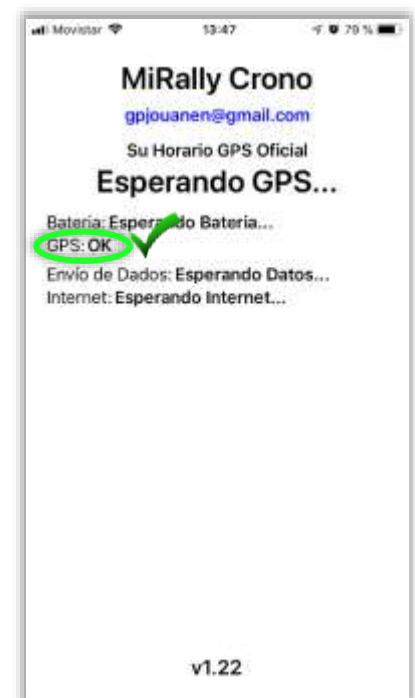 Movistar 13:47 79 %
MiRally Crono
gpjouanen@gmail.com
Su Horario GPS Oficial
Esperando GPS...
Bateria: Esperando Bateria...
GPS: OK
Envío de Dados: Esperando Datos...
Internet: Esperando Internet...
v1.22